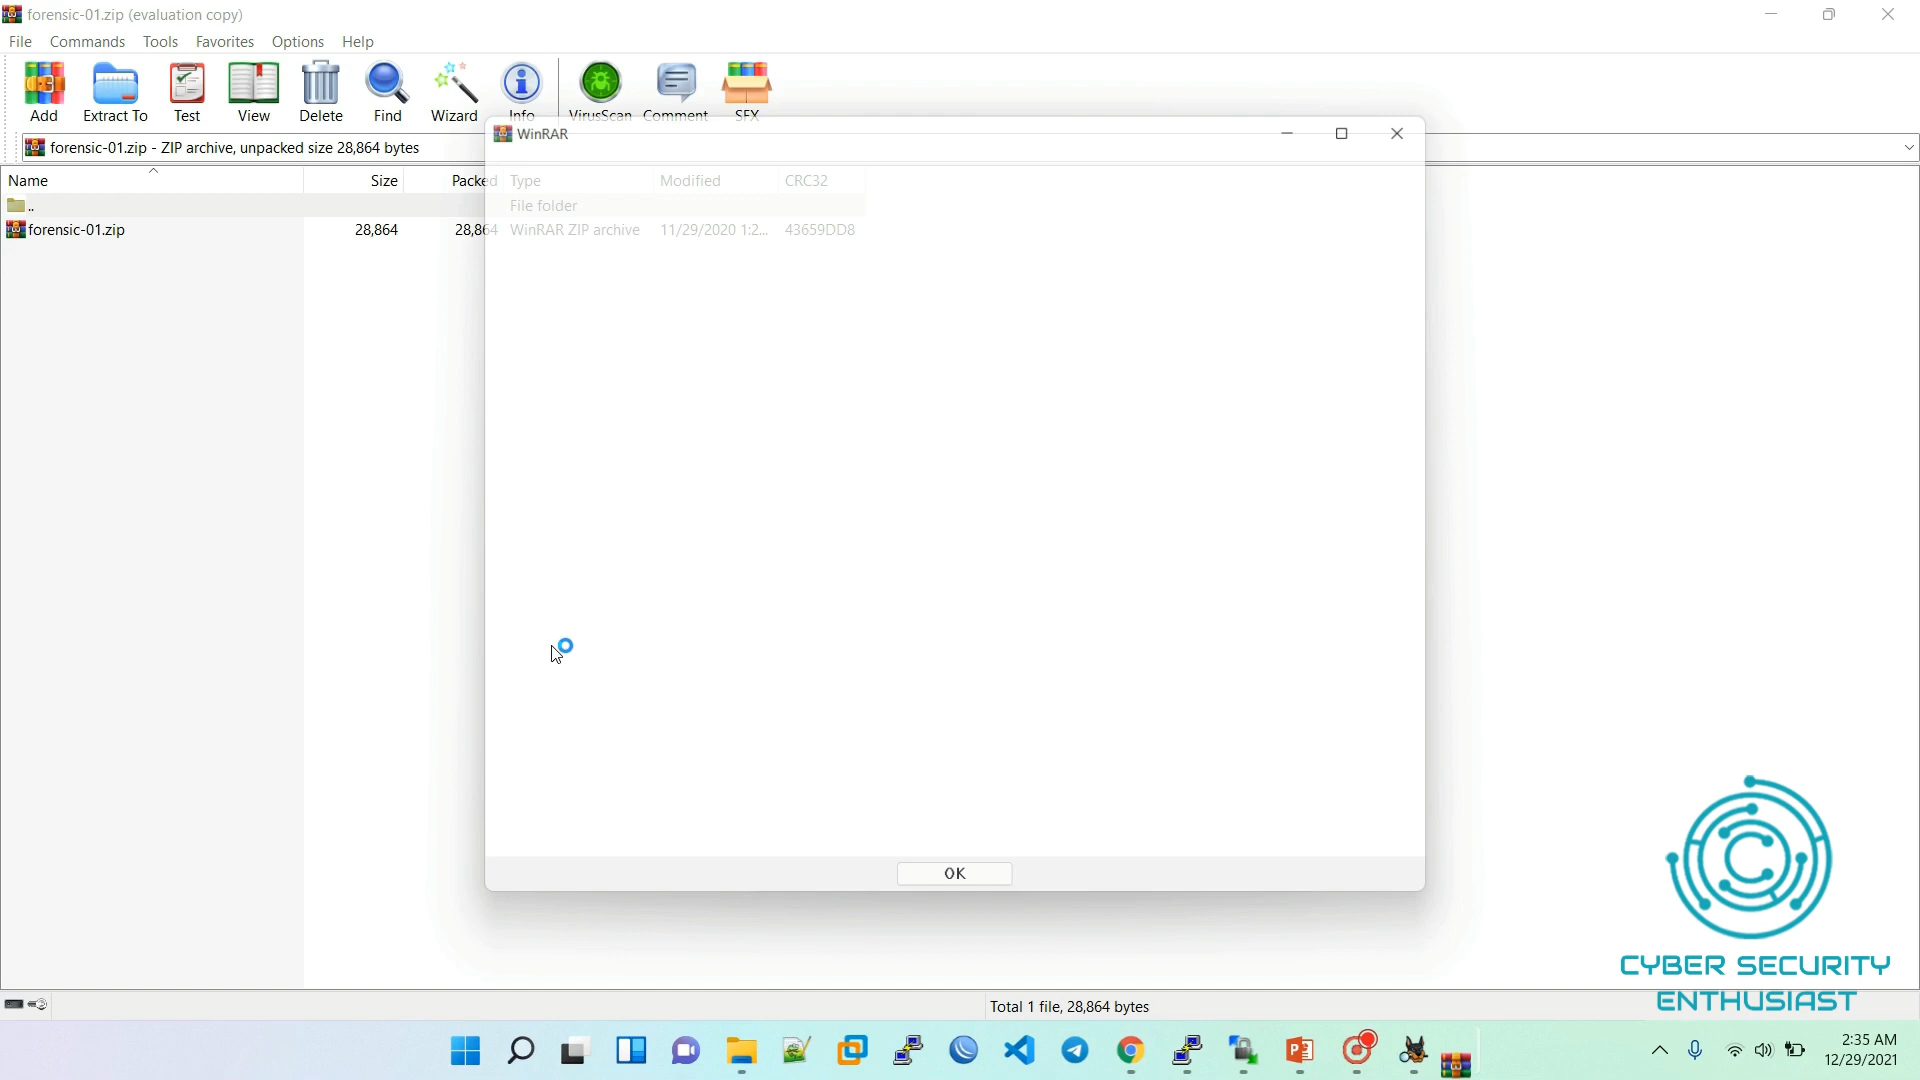 forensic-01.zip (evaluation copy)
File Commands Tools Favorites Options Help
Add Extract To Test View Delete Find Wizard Info VirusScan Comment SFX
WinRAR
forensic-01.zip - ZIP archive, unpacked size 28,864 bytes
Name Size Packed Type Modified CRC32
.. File folder
forensic-01.zip 28,864 28,864 WinRAR ZIP archive 11/29/2020 1:2... 43659DD8
OK
CYBER SECURITY
ENTHUSIAST
Total 1 file, 28,864 bytes
2:35 AM
12/29/2021